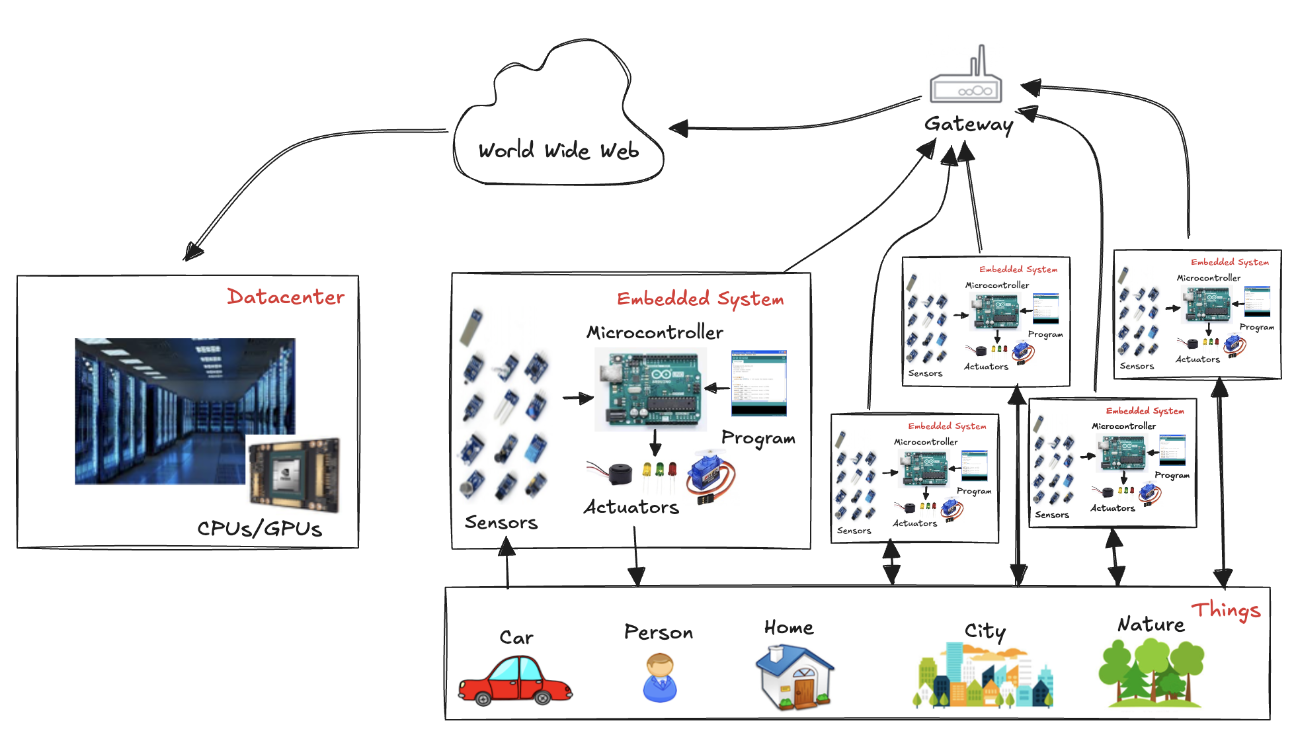 World Wide Web
Gateway
Datacenter
CPUs/GPUs
Embedded System
Microcontroller
Program
Actuators
Sensors
Embedded System
Microcontroller
Program
Actuators
Sensors
Embedded System
Microcontroller
Program
Actuators
Sensors
Embedded System
Microcontroller
Program
Actuators
Sensors
Embedded System
Microcontroller
Program
Actuators
Sensors
Things
Car
Person
Home
City
Nature